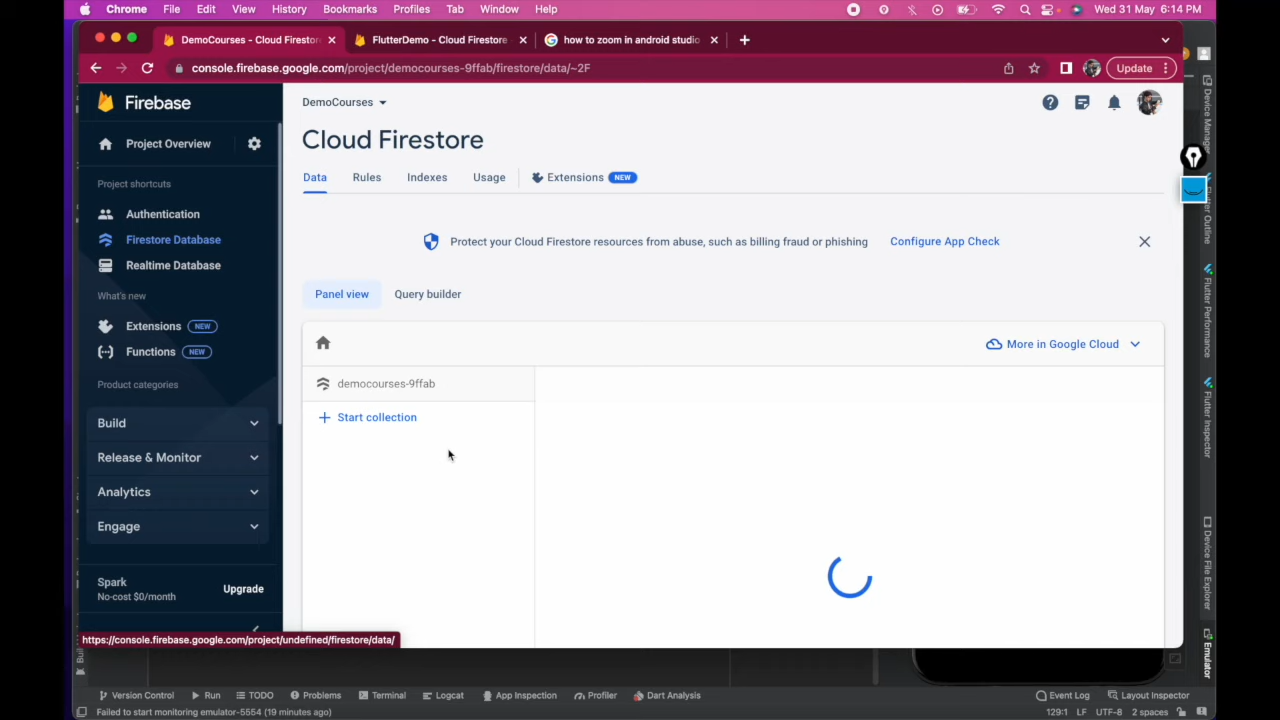 Chrome File Edit View History Bookmarks Profiles Tab Window Help Wed 31 May 6:14 PM
DemoCourses - Cloud Firestore FlutterDemo - Cloud Firestore how to zoom in android studio
console.firebase.google.com/project/democourses-9ffab/firestore/data/~2F Update
Firebase
Project Overview
Project shortcuts
Authentication
Firestore Database
Realtime Database
What's new
Extensions NEW
Functions NEW
Product categories
Build
Release & Monitor
Analytics
Engage
Spark
No-cost $0/month
Upgrade
https://console.firebase.google.com/project/undefined/firestore/data/
DemoCourses
Cloud Firestore
Data Rules Indexes Usage Extensions NEW
Protect your Cloud Firestore resources from abuse, such as billing fraud or phishing Configure App Check
Panel view Query builder
More in Google Cloud
democourses-9ffab
Start collection
Device Manager
Flutter Outline
Flutter Performance
Flutter Inspector
Device File Explorer
Emulator
Version Control Run TODO Problems Terminal Logcat App Inspection Profiler Dart Analysis Event Log Layout Inspector
Failed to start monitoring emulator-5554 (19 minutes ago) 129:1 LF UTF-8 2 spaces